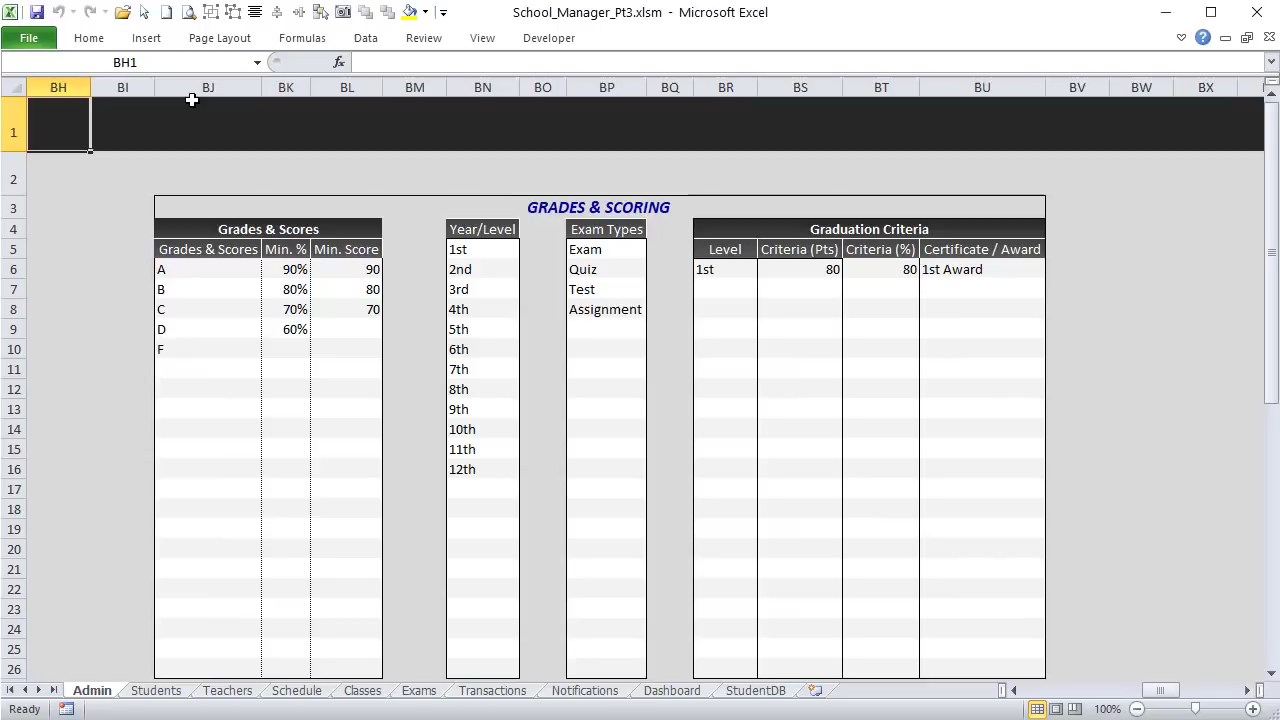 School_Manager_Pt3.xlsm - Microsoft Excel
File Home Insert Page Layout Formulas Data Review View Developer
BH1 fx
BH BI BJ BK BL BM BN BO BP BQ BR BS BT BU BV BW BX
1
2
3 GRADES & SCORING
4 Grades & Scores Year/Level Exam Types Graduation Criteria
5 Grades & Scores Min. % Min. Score 1st Exam Level Criteria (Pts) Criteria (%) Certificate / Award
6 A 90% 90 2nd Quiz 1st 80 80 1st Award
7 B 80% 80 3rd Test
8 C 70% 70 4th Assignment
9 D 60% 5th
10 F 6th
11 7th
12 8th
13 9th
14 10th
15 11th
16 12th
17
18
19
20
21
22
23
24
25
26
Admin Students Teachers Schedule Classes Exams Transactions Notifications Dashboard StudentDB
Ready 100%